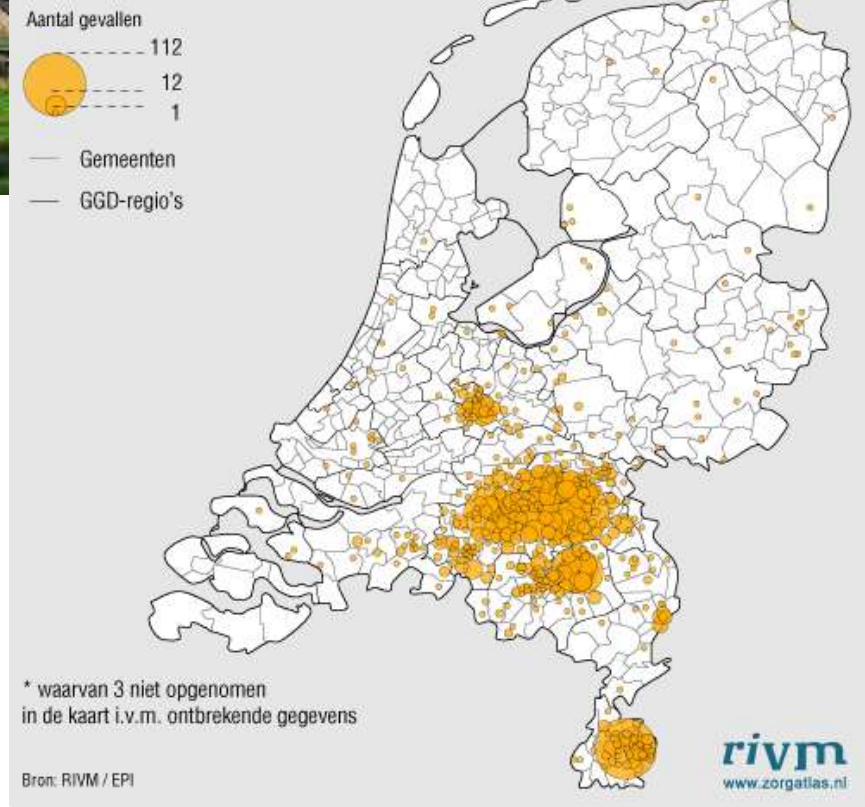 Aantal gevallen
112
12
1
Gemeenten
GGD-regio's
* waarvan 3 niet opgenomen
in de kaart i.v.m. ontbrekende gegevens
Bron: RIVM / EPI
rivm
www.zorgatlas.nl